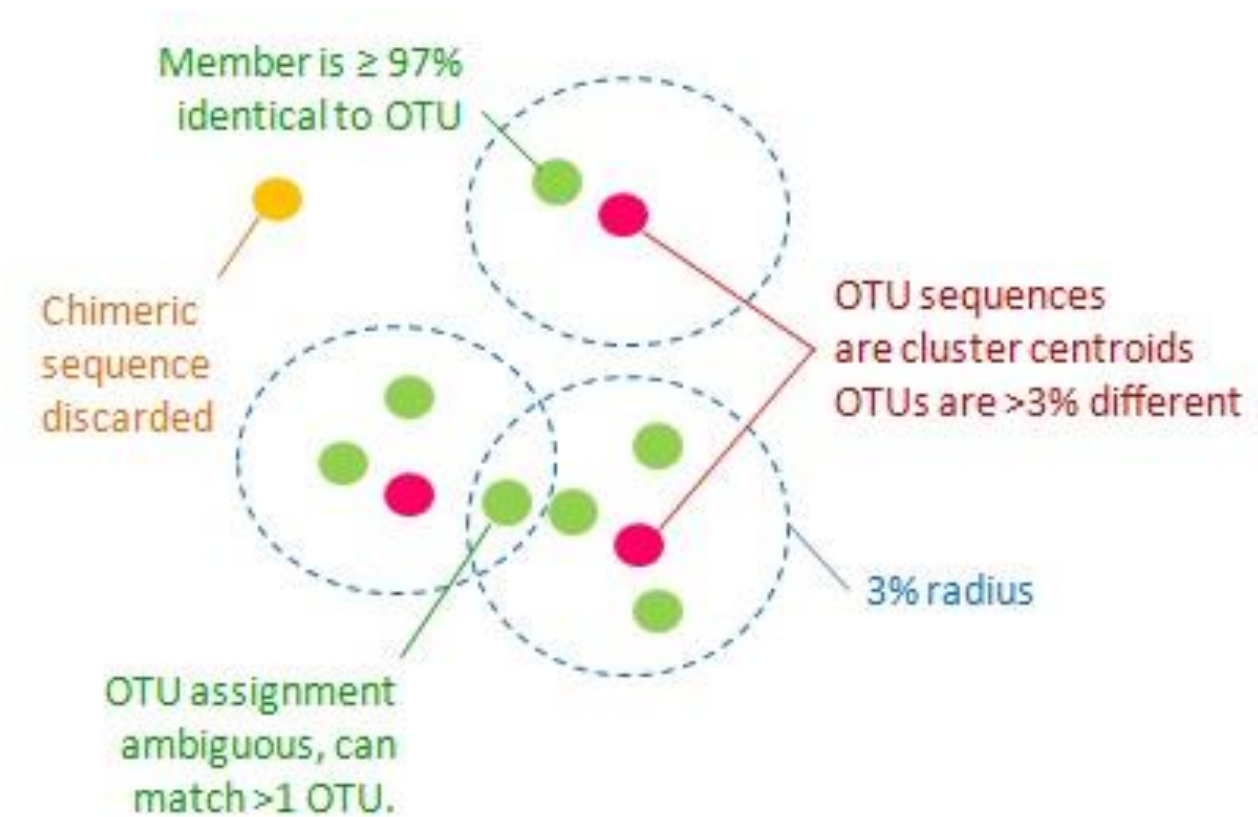 Member is ≥ 97%
identical to OTU
Chimeric
sequence
discarded
OTU sequences
are cluster centroids
OTUs are >3% different
3% radius
OTU assignment
ambiguous, can
match >1 OTU.